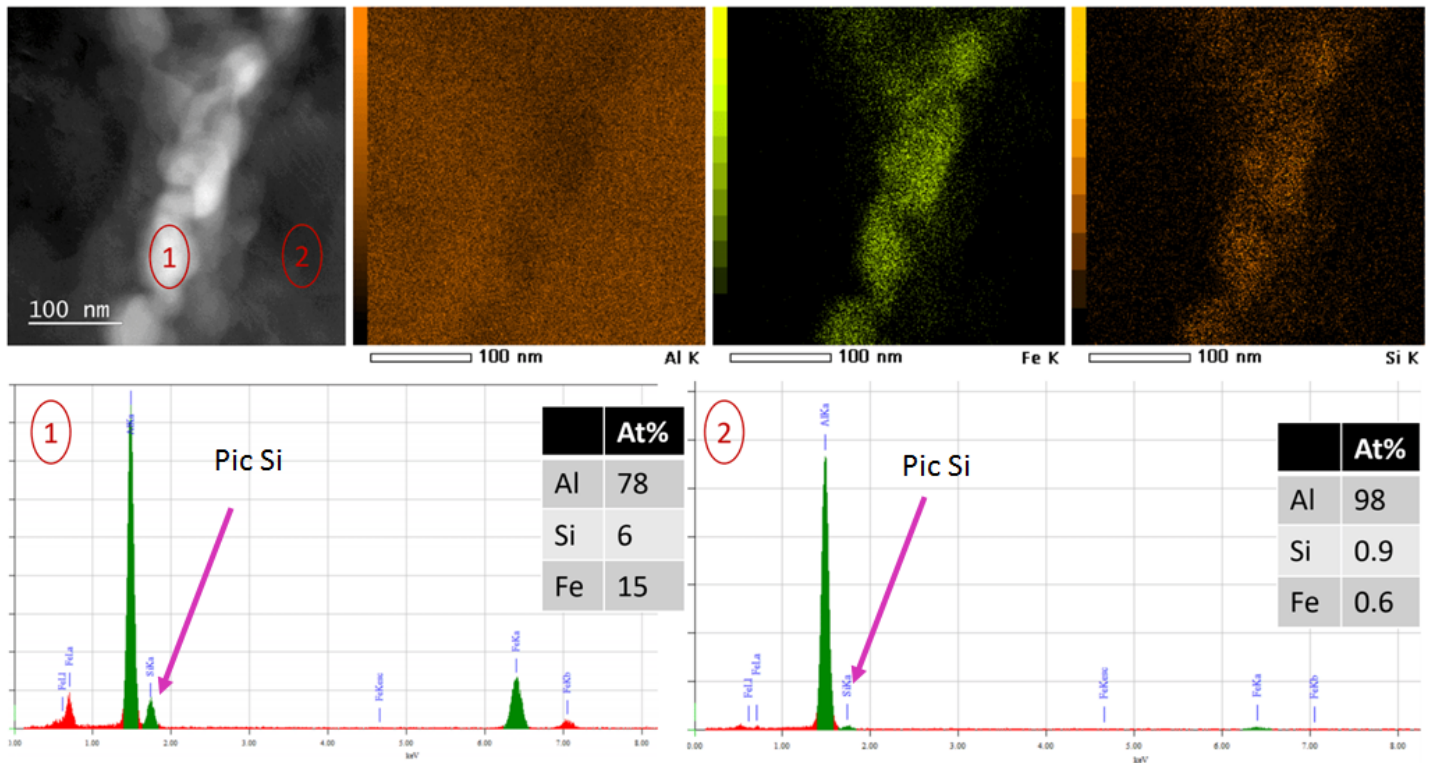 1
2
100 nm
100 nm
Al K
100 nm
Fe K
100 nm
Si K
1
AlKa
Pic Si
At%
Al 78
Si 6
Fe 15
FeLl
FeLa
SiKa
FeKesc
FeKa
FeKb
1.00 1.00 2.00 3.00 4.00 5.00 6.00 7.00 8.00
keV
2
AlKa
Pic Si
At%
Al 98
Si 0.9
Fe 0.6
FeLl
FeLa
SiKa
FeKesc
FeKa
FeKb
0.00 1.00 2.00 3.00 4.00 5.00 6.00 7.00 8.00
keV